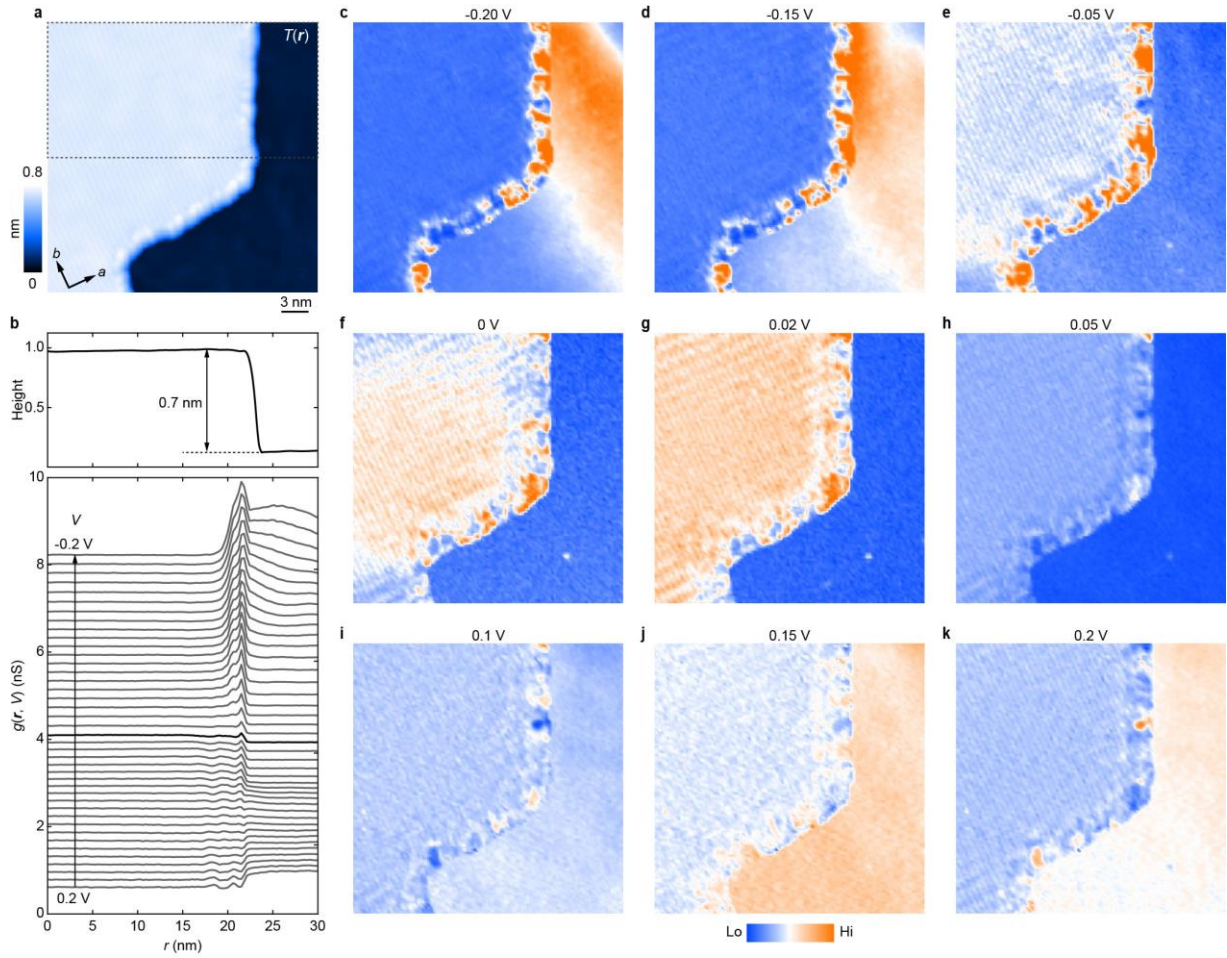 a
T(r)
0.8
nm
0
b
a
3 nm
b
Height
1.0
0.5
0.7 nm
g(r, V) (nS)
10
8
6
4
2
0
V
-0.2 V
0.2 V
0 5 10 15 20 25 30
r (nm)
c -0.20 V
d -0.15 V
e -0.05 V
f 0 V
g 0.02 V
h 0.05 V
i 0.1 V
j 0.15 V
k 0.2 V
Lo Hi